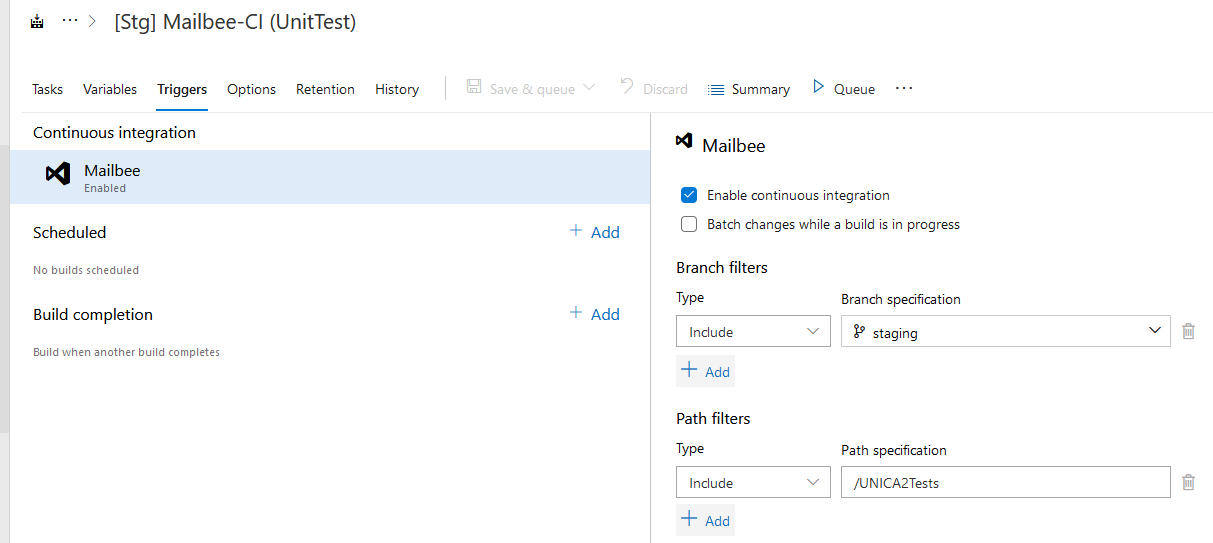 ··· > [Stg] Mailbee-CI (UnitTest)
Tasks Variables Triggers Options Retention History Save & queue Discard Summary Queue ···
Continuous integration
Mailbee
Enabled
Scheduled + Add
No builds scheduled
Build completion + Add
Build when another build completes
Mailbee
Enable continuous integration
Batch changes while a build is in progress
Branch filters
Type Branch specification
Include staging
+ Add
Path filters
Type Path specification
Include /UNICA2Tests
+ Add